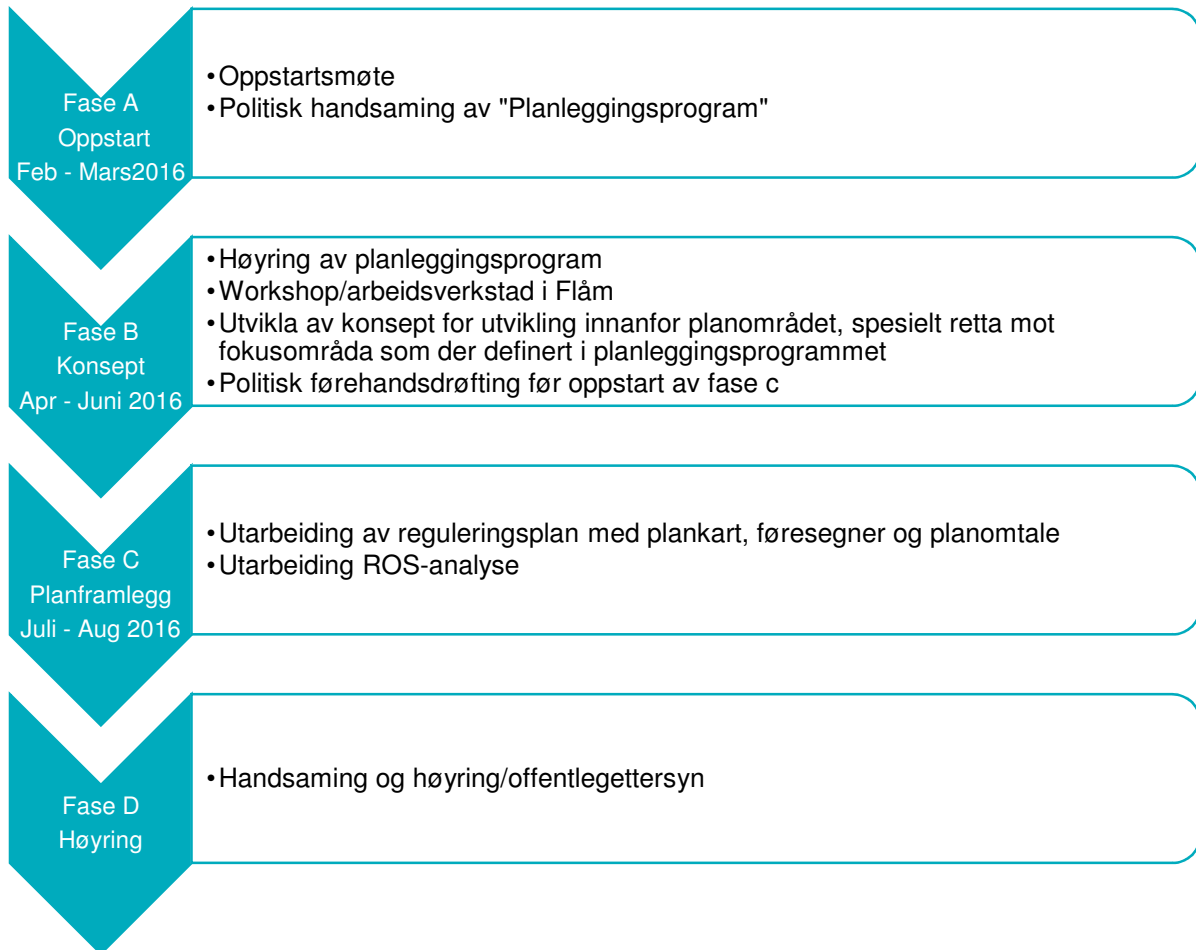 Fase A
Oppstart
Feb - Mars2016
•Oppstartsmøte
•Politisk handsaming av "Planleggingsprogram"
Fase B
Konsept
Apr - Juni 2016
•Høyring av planleggingsprogram
•Workshop/arbeidsverkstad i Flåm
•Utvikla av konsept for utvikling innanfor planområdet, spesielt retta mot
fokusområda som der definert i planleggingsprogrammet
•Politisk førehandsdrøfting før oppstart av fase c
Fase C
Planframlegg
Juli - Aug 2016
•Utarbeiding av reguleringsplan med plankart, føresegner og planomtale
•Utarbeiding ROS-analyse
Fase D
Høyring
•Handsaming og høyring/offentlegettersyn